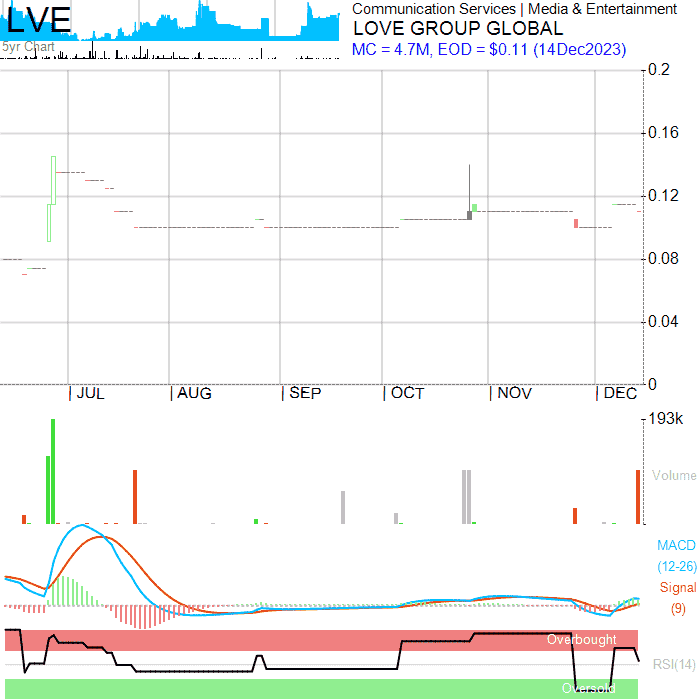 LVE
5yr Chart
Communication Services | Media & Entertainment
LOVE GROUP GLOBAL
MC = 4.7M, EOD = $0.11 (14Dec2023)
0.2
0.16
0.12
0.08
0.04
0
JUL AUG SEP OCT NOV DEC
193k
Volume
MACD
(12-26)
Signal
(9)
Overbought
RSI(14)
Oversold